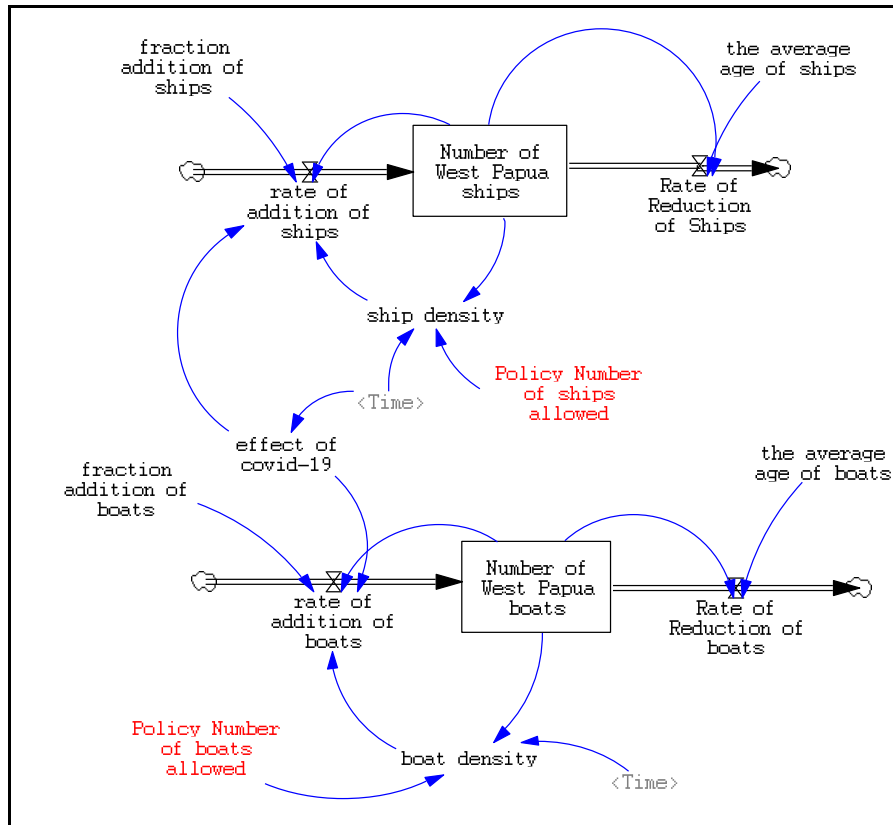 fraction
addition of
ships
the average
age of ships
Number of
West Papua
ships
rate of
addition of
ships
Rate of
Reduction
of Ships
ship density
Policy Number
of ships
allowed
<Time>
effect of
covid-19
fraction
addition of
boats
the average
age of boats
Number of
West Papua
boats
rate of
addition of
boats
Rate of
Reduction of
boats
Policy Number
of boats
allowed
boat density
<Time>